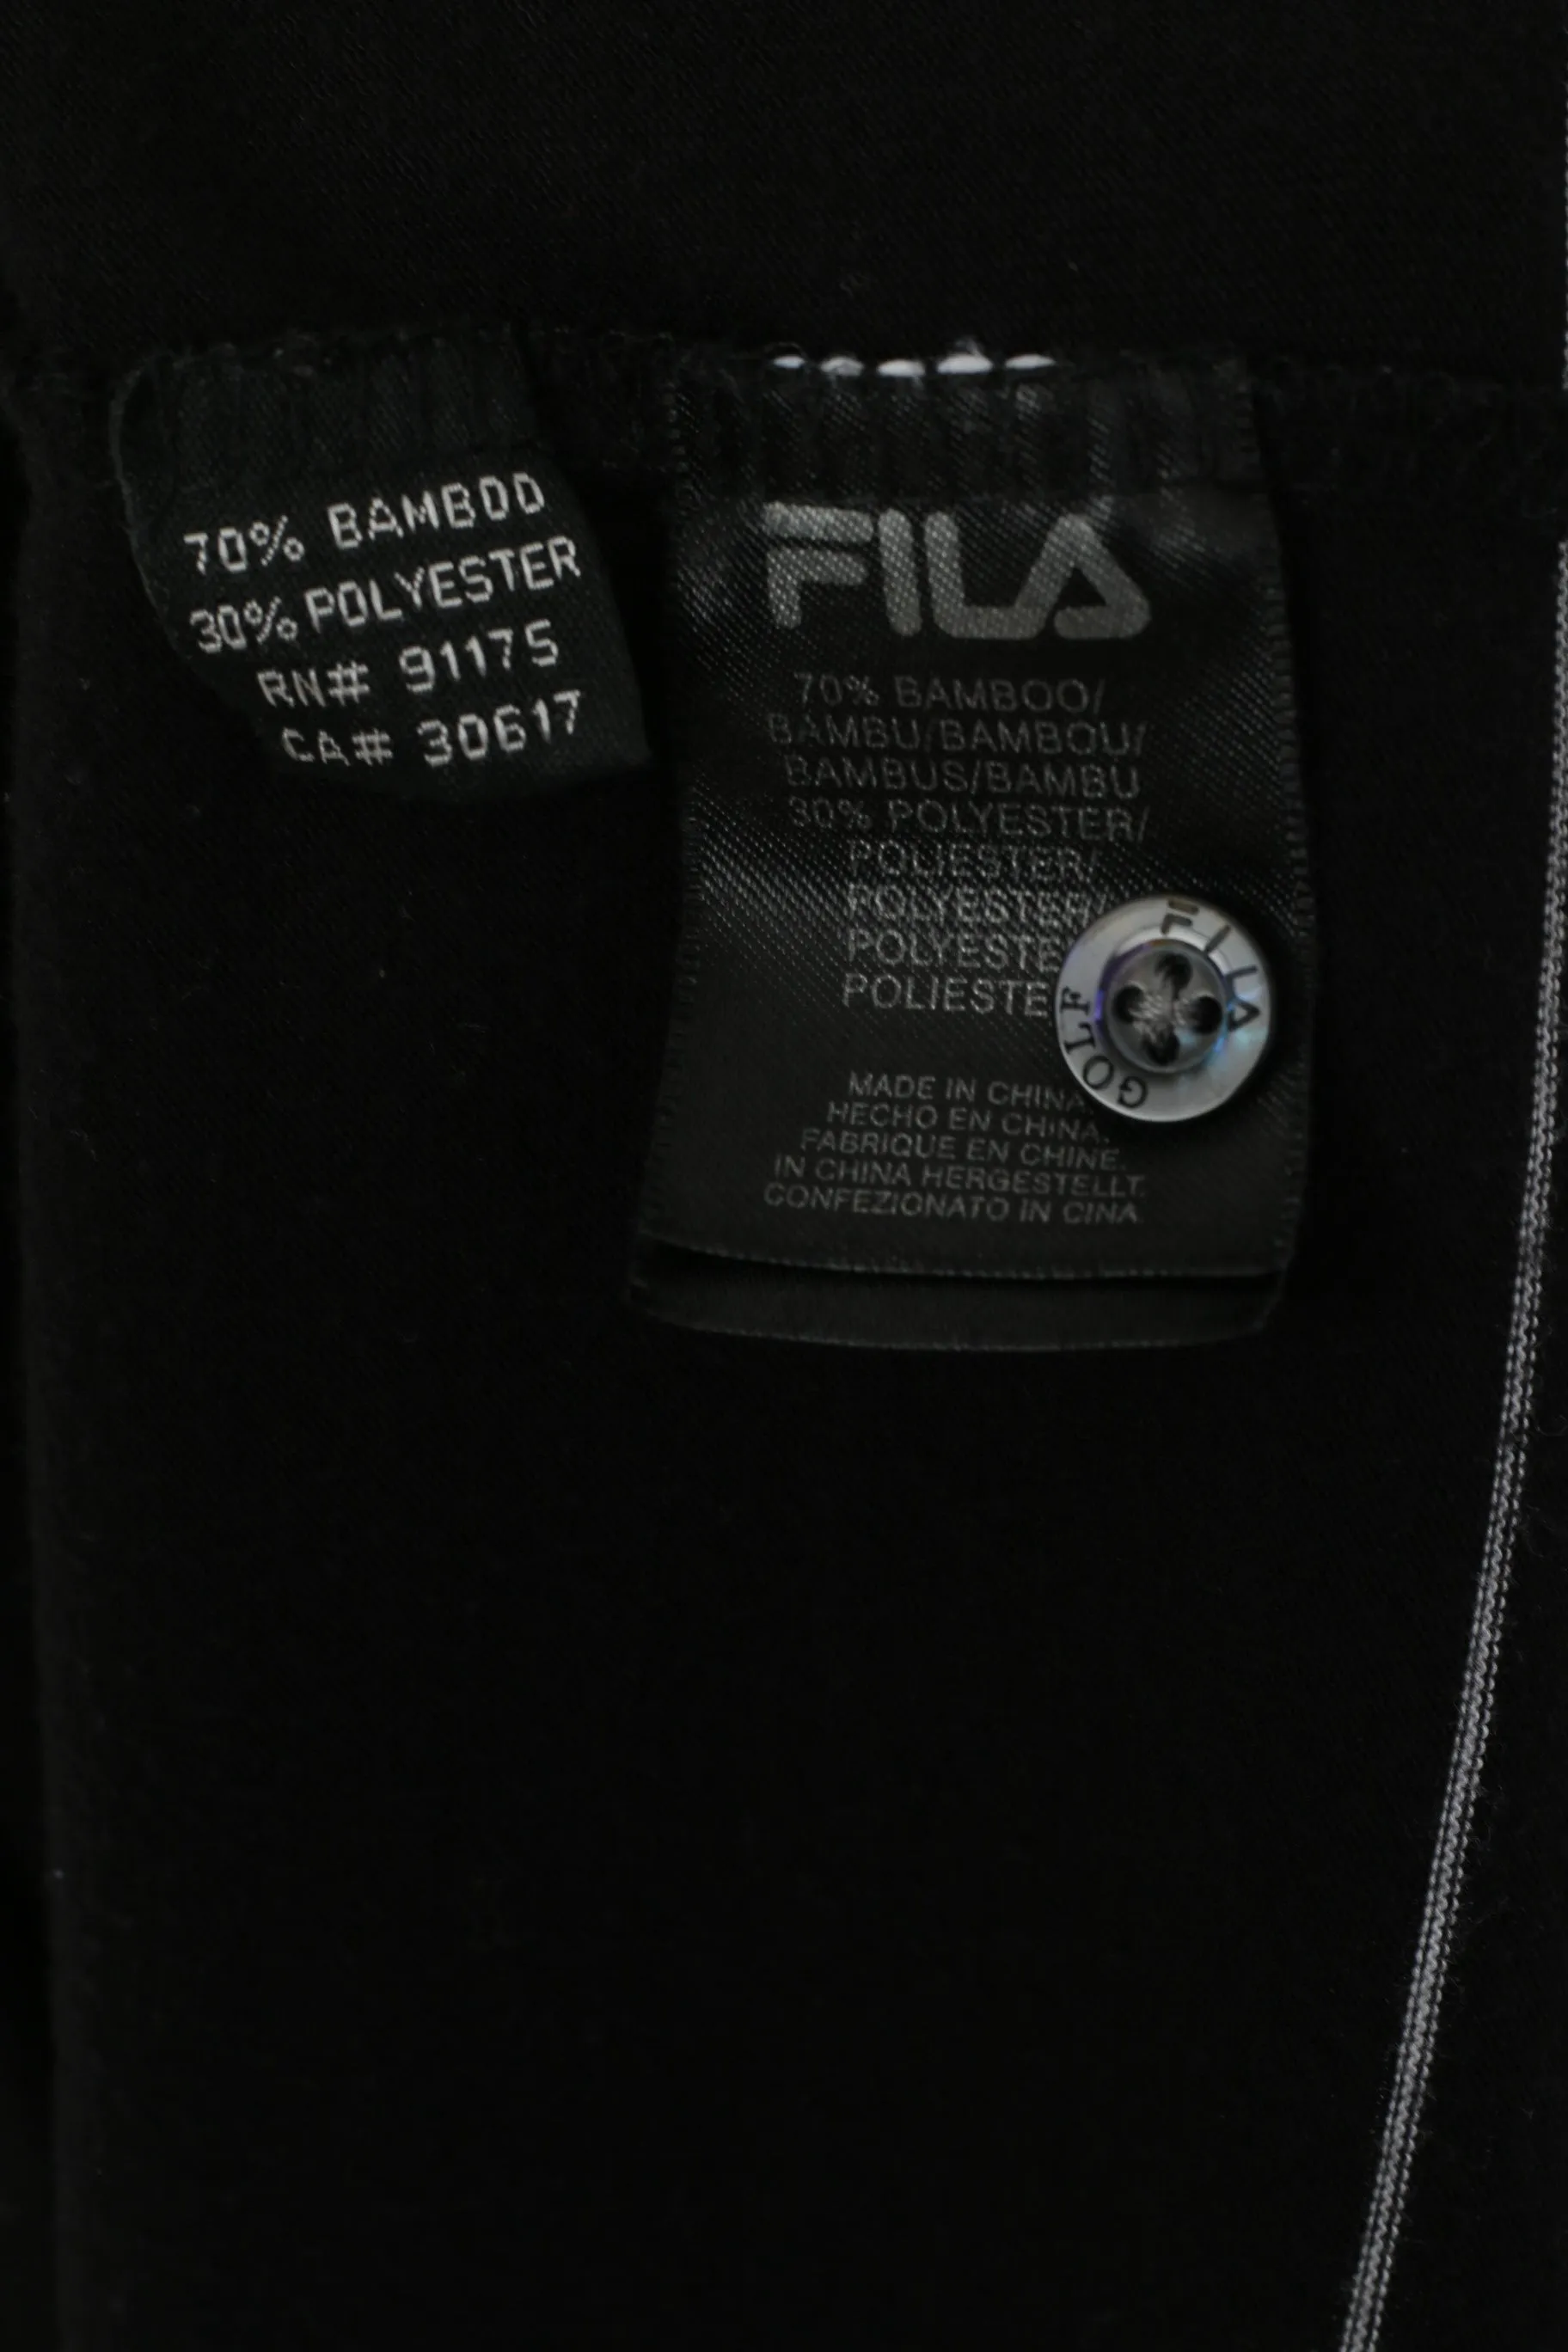 70% BAMBOO
30% POLYESTER
RN# 91175
CA# 30617
FILA
70% BAMBOO/
BAMBU/BAMBOU/
BAMBUS/BAMBU
30% POLYESTER/
POLIESTER/
POLYESTER/
POLYESTE
POLIESTE
MADE IN CHINA.
HECHO EN CHINA.
FABRIQUE EN CHINE.
IN CHINA HERGESTELLT.
CONFEZIONATO IN CINA.
FILA
GOLF